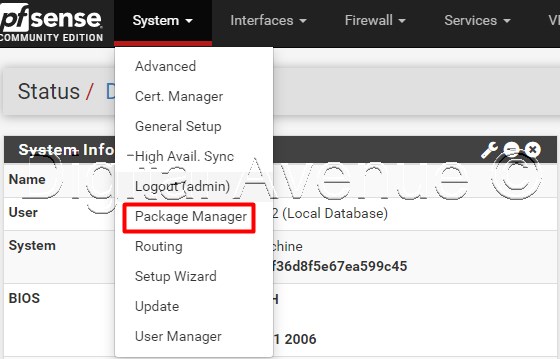 pfsense
COMMUNITY EDITION
System
Interfaces
Firewall
Services
Advanced
Cert. Manager
General Setup
High Avail. Sync
Logout (admin)
Package Manager
Routing
Setup Wizard
Update
User Manager
Status /
System Info
Name
User
2 (Local Database)
System
chine
f36d8f5e67ea599c45
BIOS
H
1 2006
Digital Avenue ©